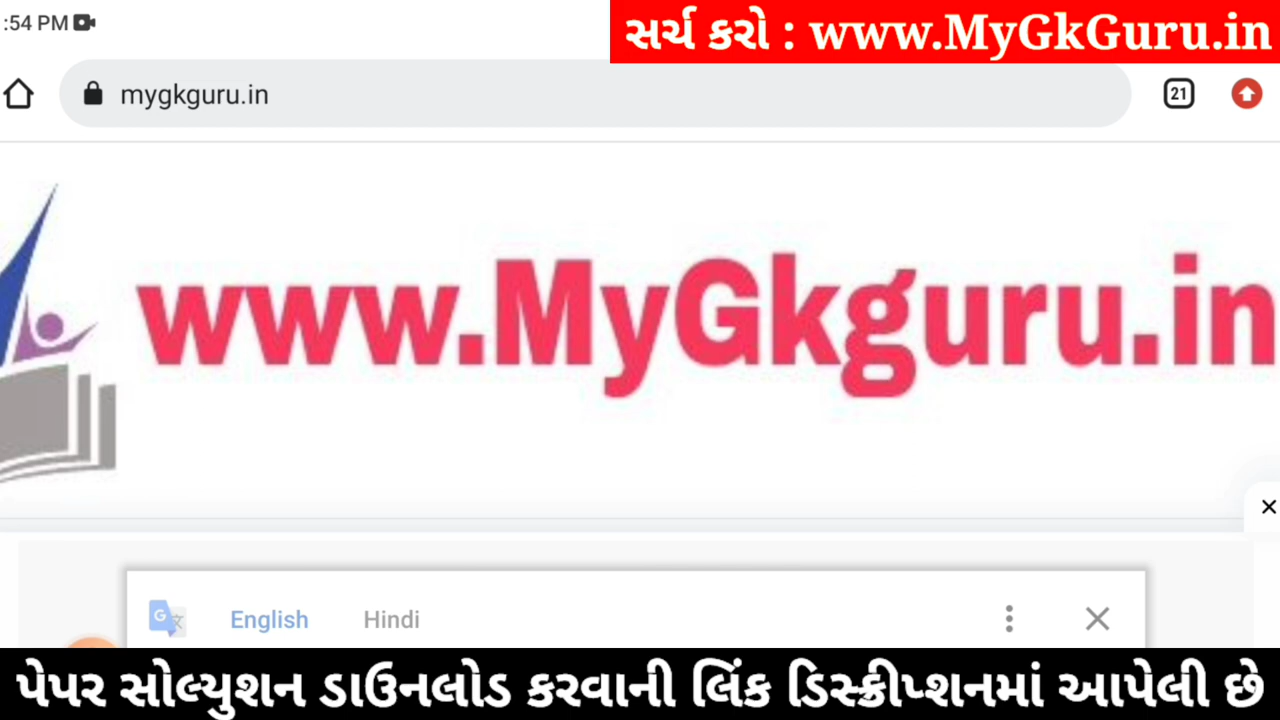 :54 PM
સર્ચ કરો : www.MyGkGuru.in
mygkguru.in
21
www.MyGkguru.in
English Hindi
પેપર સોલ્યુશન ડાઉનલોડ કરવાની લિંક ડિસ્ક્રીપ્શનમાં આપેલી છે